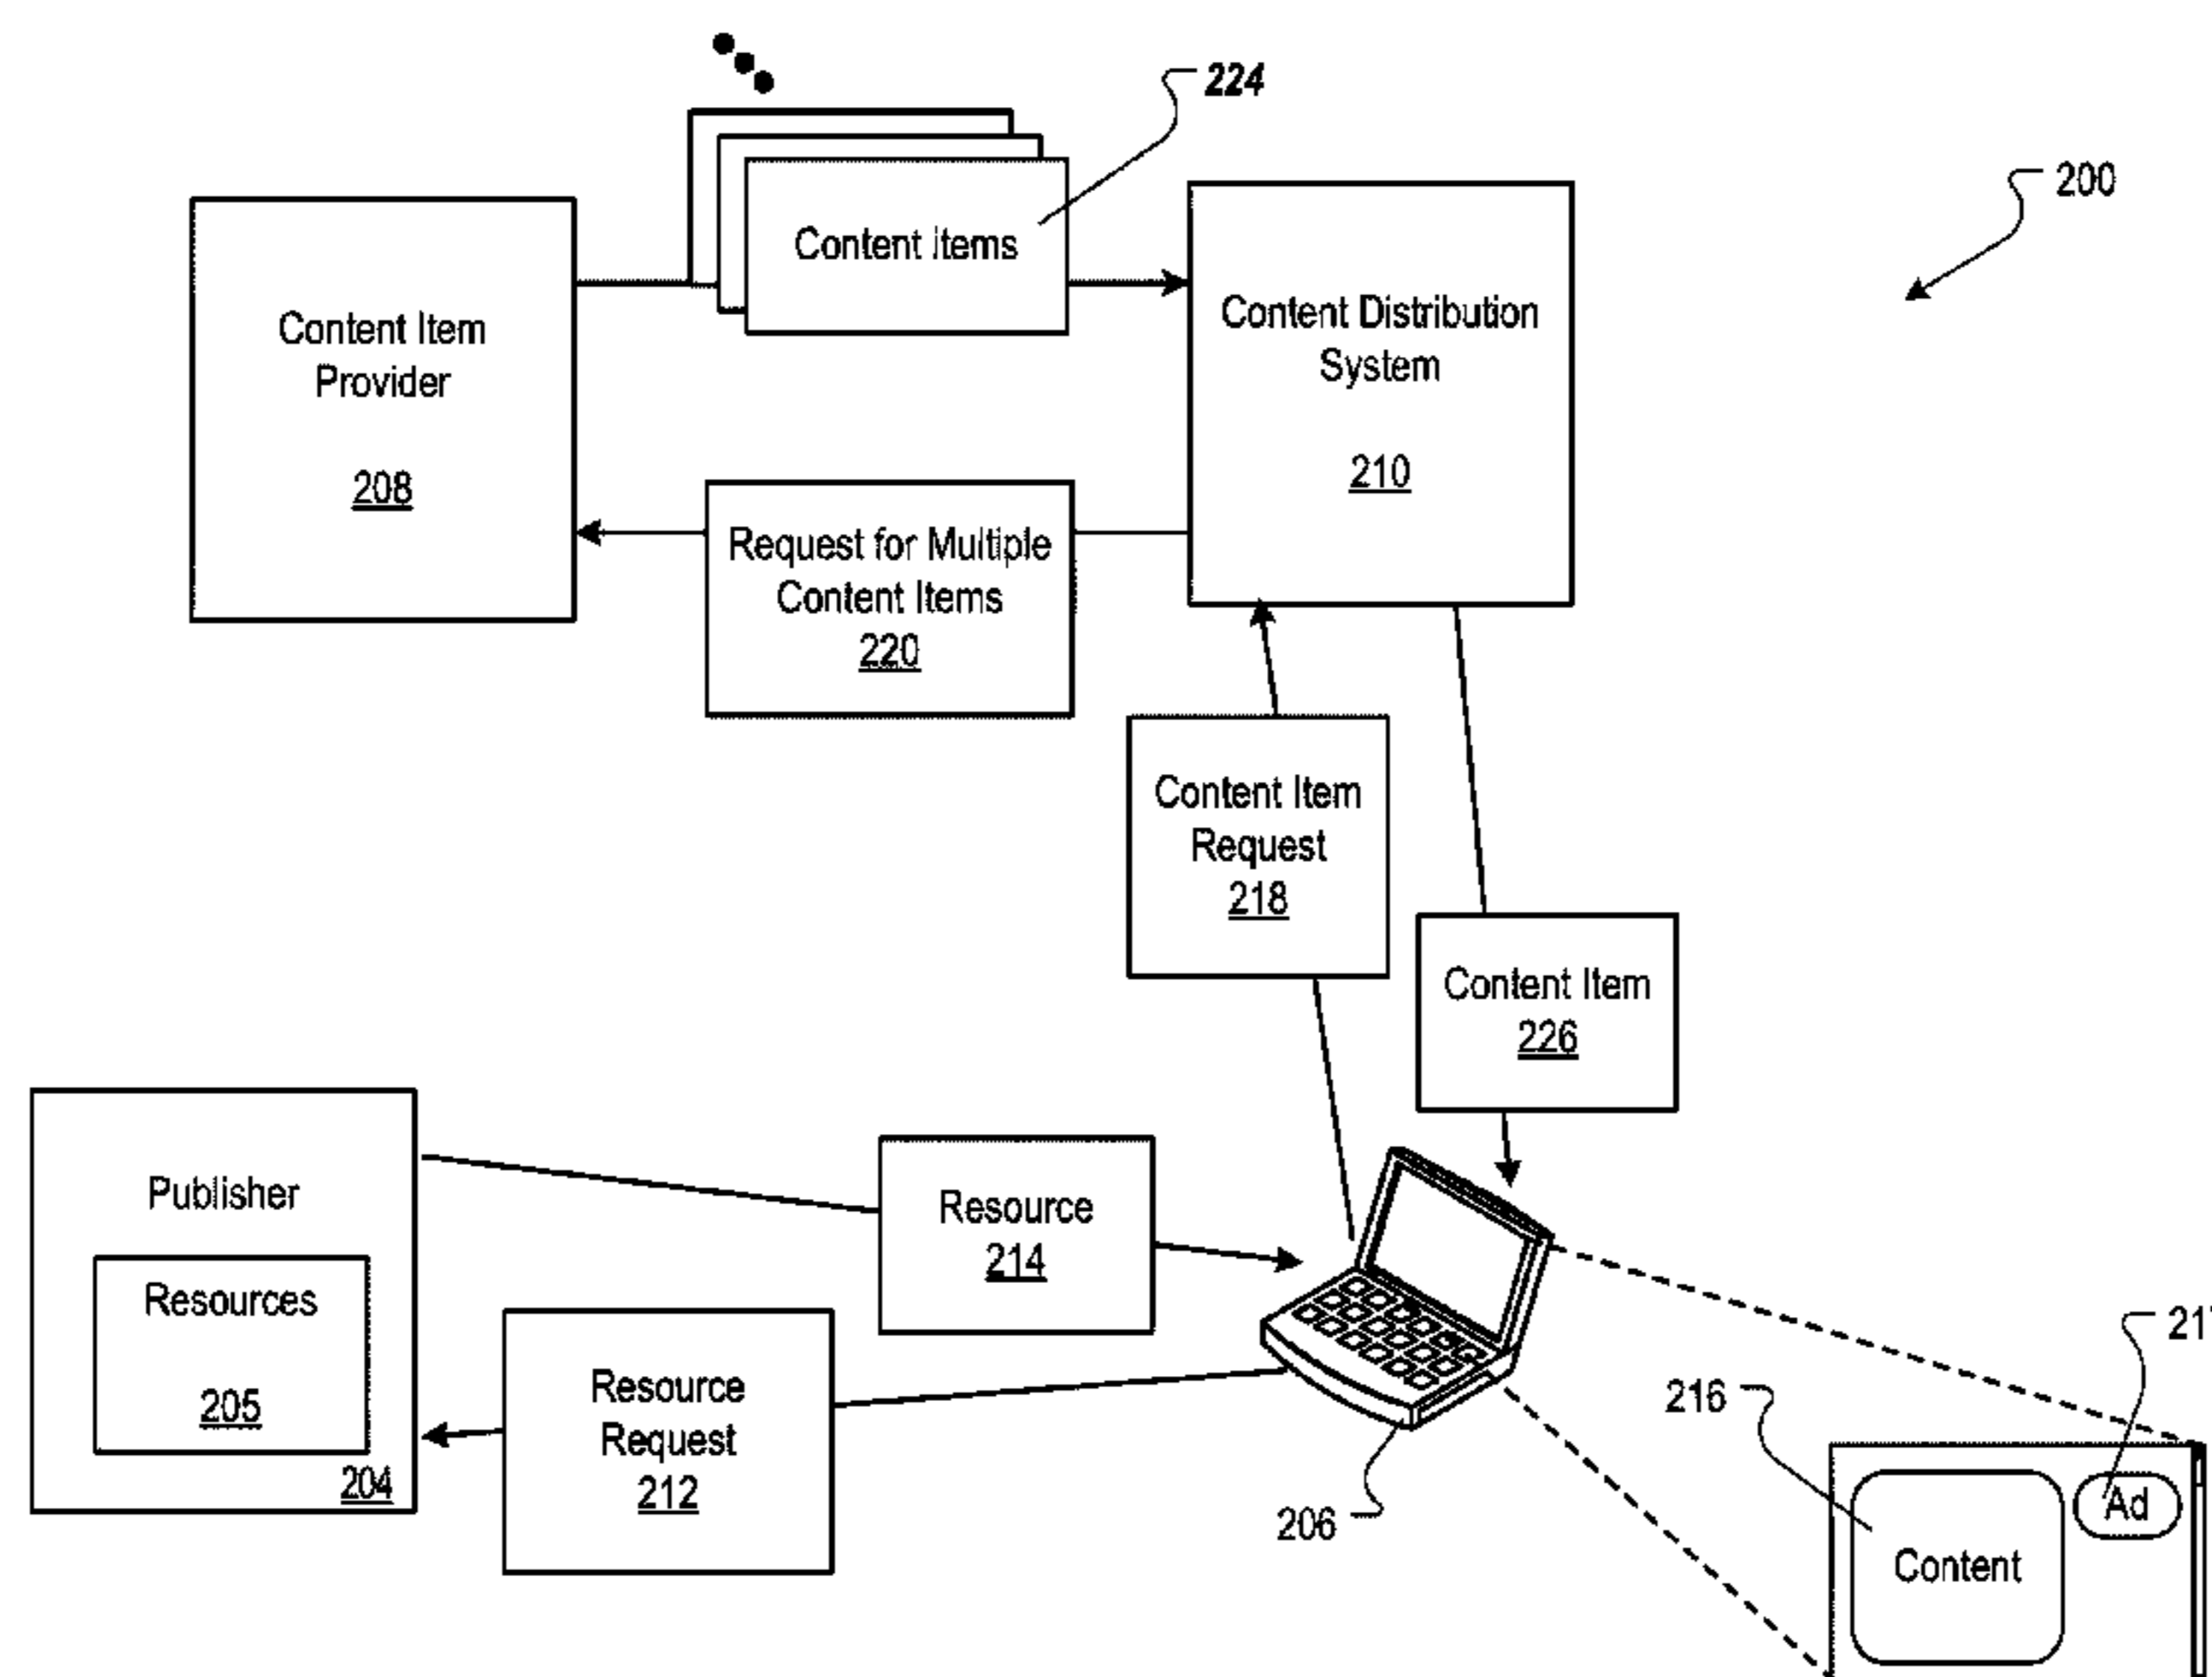 224
200
Content Items
Content Item
Provider
208
Content Distribution
System
210
Request for Multiple
Content Items
220
Content Item
Request
218
Content Item
226
Publisher
Resources
205
204
Resource
214
Resource
Request
212
206
216
Ad
Content